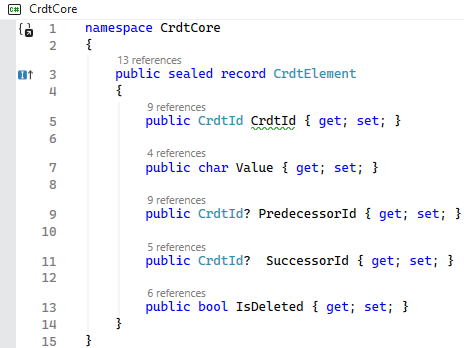 C# CrdtCore
1 namespace CrdtCore
2 {
13 references
3 public sealed record CrdtElement
4 {
9 references
5 public CrdtId CrdtId { get; set; }
6
4 references
7 public char Value { get; set; }
8
9 references
9 public CrdtId? PredecessorId { get; set; }
10
5 references
11 public CrdtId?  SuccessorId { get; set; }
12
6 references
13 public bool IsDeleted { get; set; }
14 }
15 }